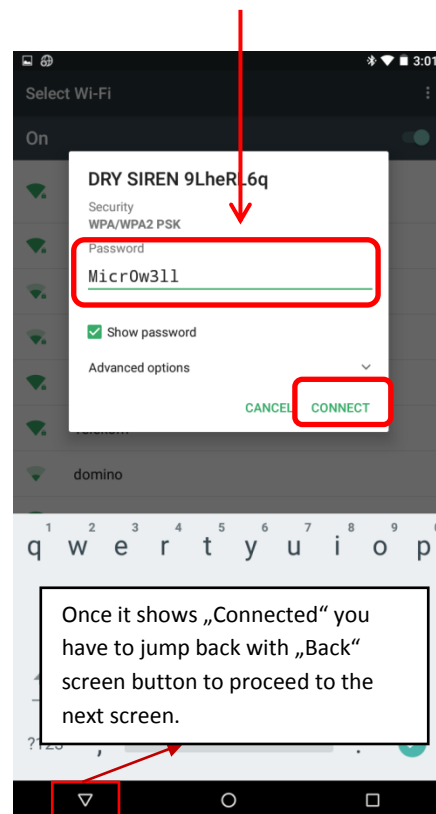 3:01
Select Wi-Fi
On
DRY SIREN 9LheRL6q
Security
WPA/WPA2 PSK
Password
Micr0w3ll
Show password
Advanced options
CANCEL CONNECT
domino
1 2 3 4 5 6 7 8 9
q w e r t y u i o p
Once it shows „Connected“ you
have to jump back with „Back“
screen button to proceed to the
next screen.
?123 , .